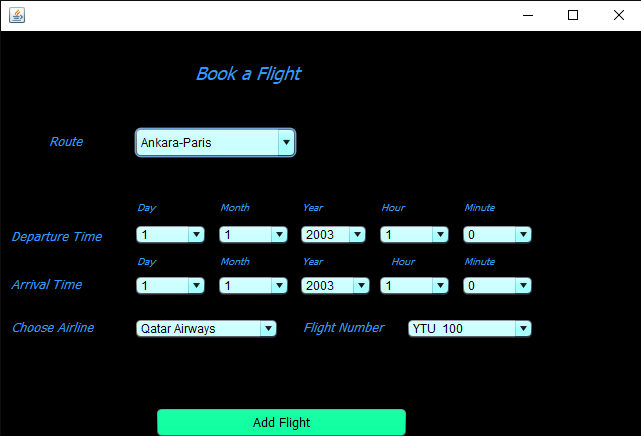 Book a Flight
Route Ankara-Paris
Day Month Year Hour Minute
Departure Time 1 1 2003 1 0
Day Month Year Hour Minute
Arrival Time 1 1 2003 1 0
Choose Airline Qatar Airways Flight Number YTU 100
Add Flight